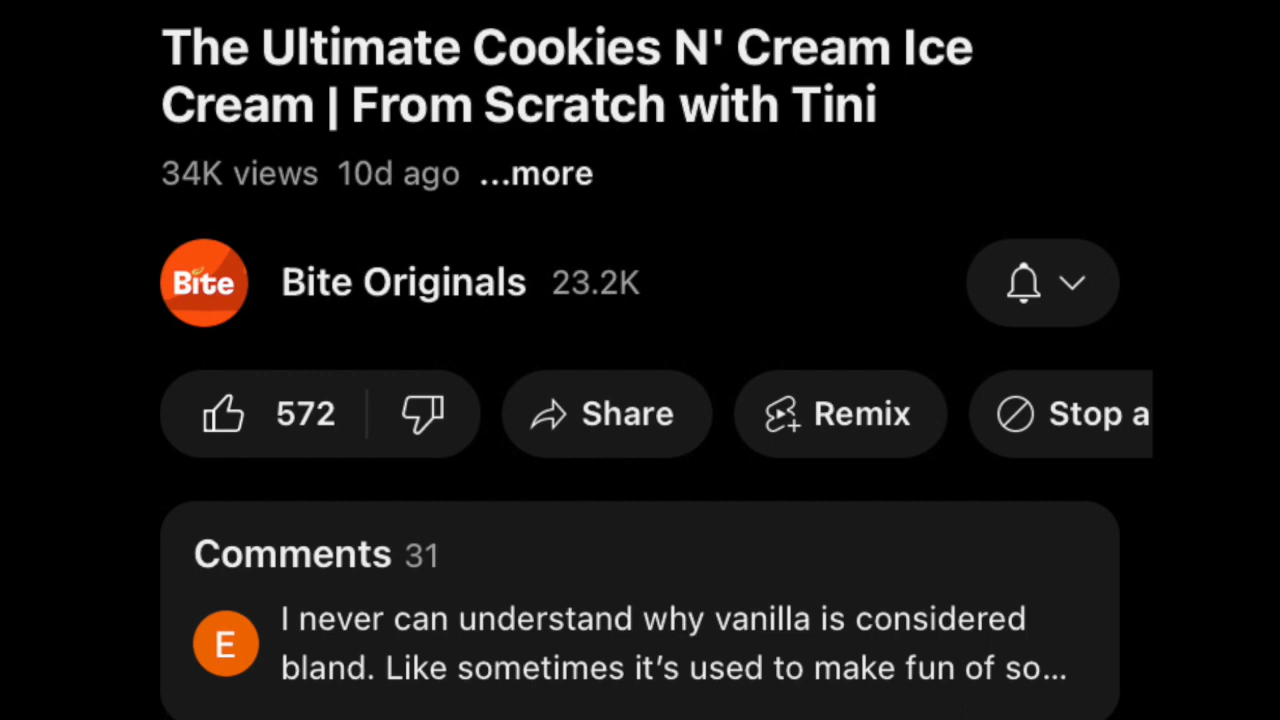 The Ultimate Cookies N' Cream Ice
Cream | From Scratch with Tini
34K views 10d ago ...more
Bite Bite Originals 23.2K
572 Share Remix Stop a
Comments 31
E I never can understand why vanilla is considered
bland. Like sometimes it’s used to make fun of so...